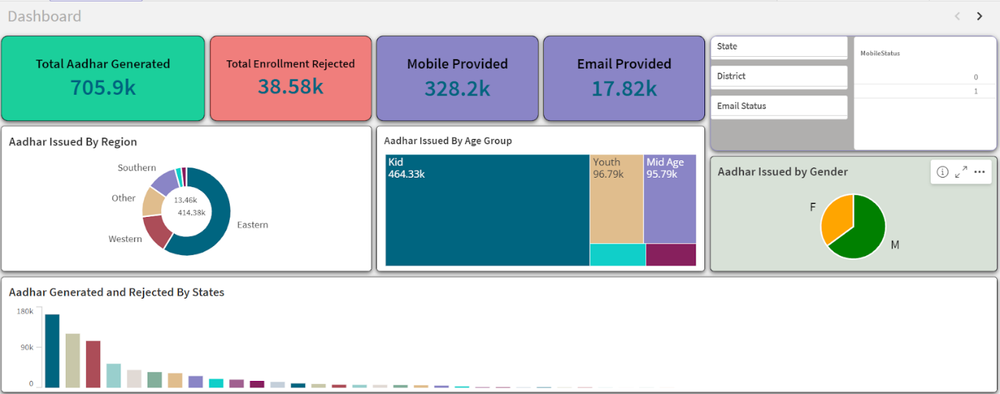 Dashboard
Total Aadhar Generated
705.9k
Total Enrollment Rejected
38.58k
Mobile Provided
328.2k
Email Provided
17.82k
State
District
Email Status
MobileStatus
0
1
Aadhar Issued By Region
Southern
Other
Western
Eastern
13.46k
414.38k
Aadhar Issued By Age Group
Kid
464.33k
Youth
96.79k
Mid Age
95.79k
Aadhar Issued by Gender
F
M
Aadhar Generated and Rejected By States
180k
90k
0